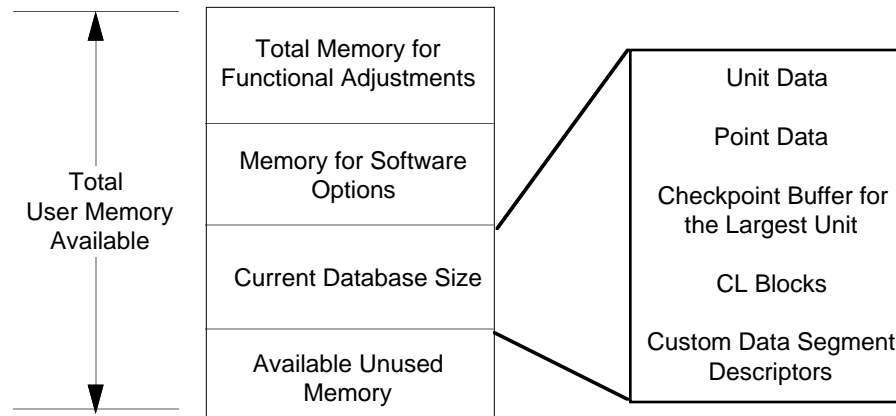 Total
User Memory
Available
Total Memory for
Functional Adjustments
Memory for Software
Options
Current Database Size
Available Unused
Memory
Unit Data
Point Data
Checkpoint Buffer for
the Largest Unit
CL Blocks
Custom Data Segment
Descriptors